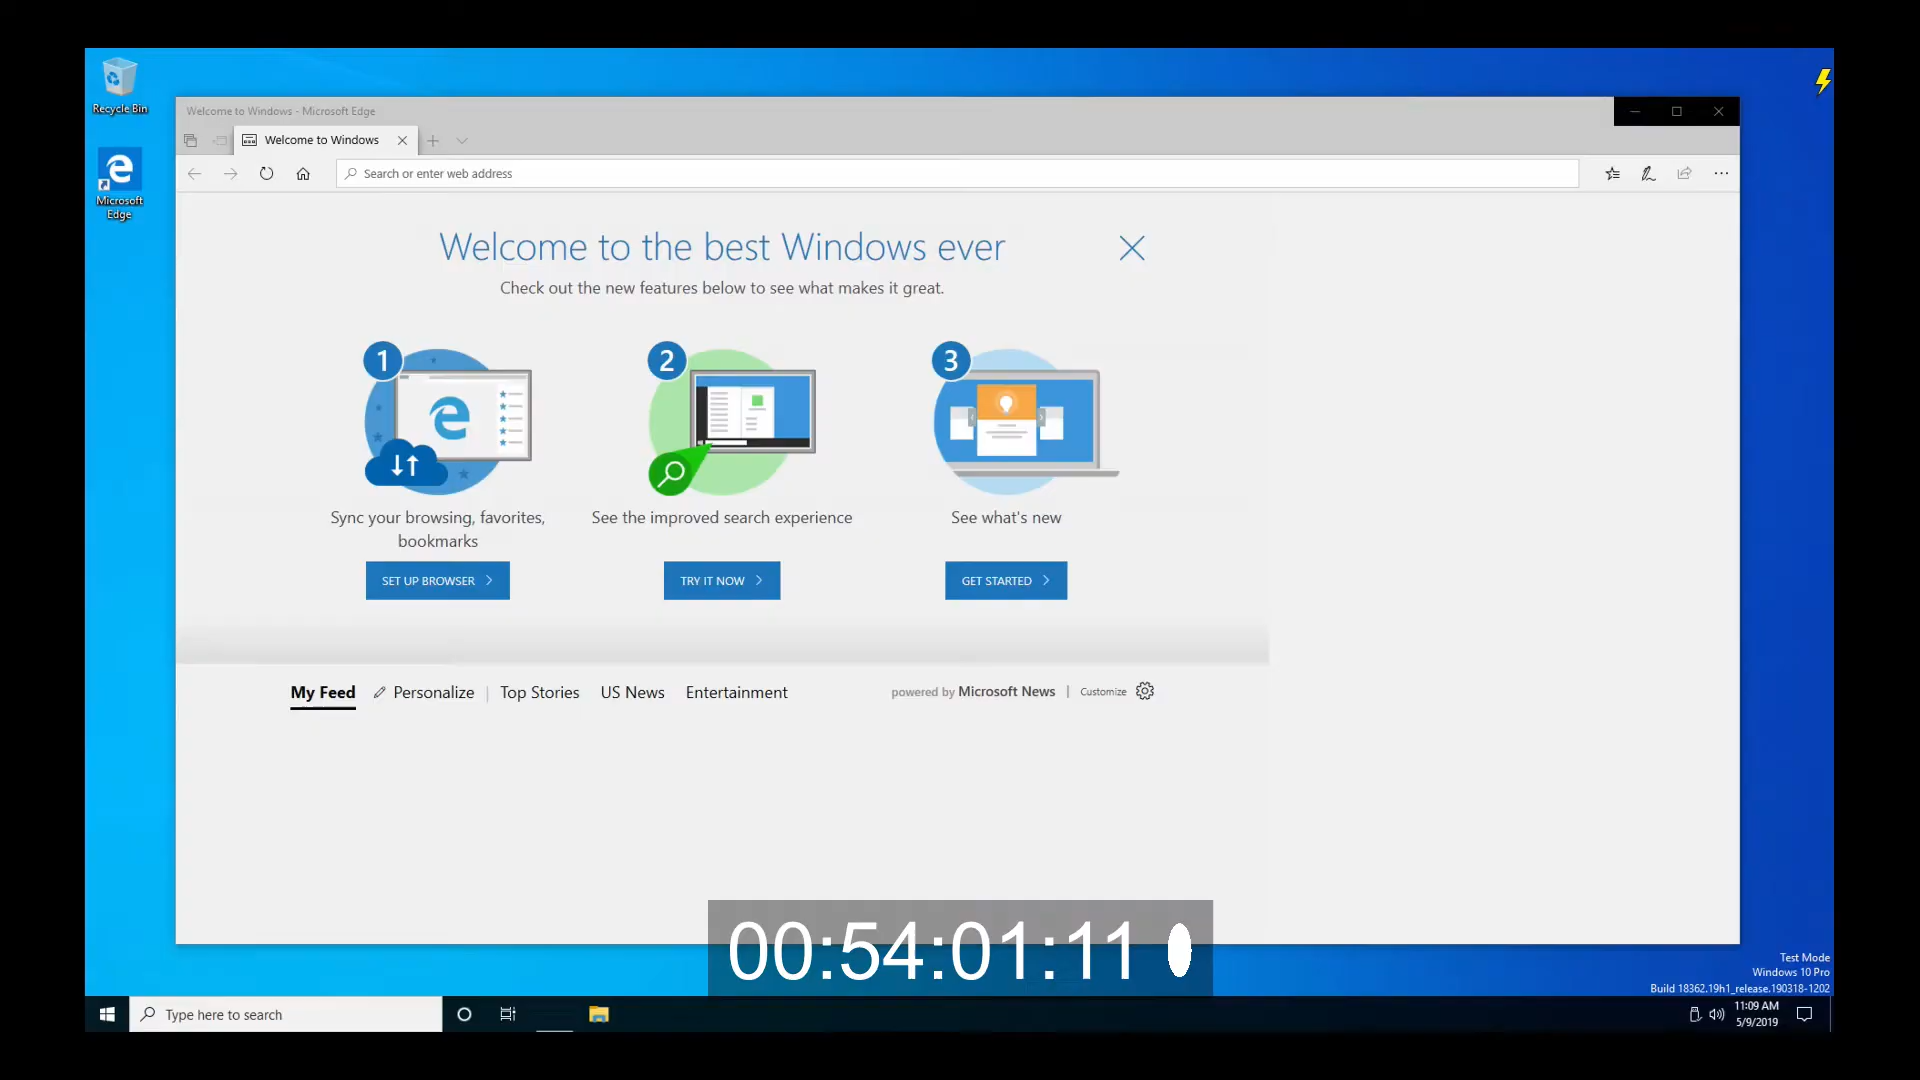 Recycle Bin
Microsoft
Edge
Welcome to Windows - Microsoft Edge
Welcome to Windows
Search or enter web address
Welcome to the best Windows ever
Check out the new features below to see what makes it great.
1
2
3
Sync your browsing, favorites,
bookmarks
See the improved search experience
See what's new
SET UP BROWSER
TRY IT NOW
GET STARTED
My Feed
Personalize
Top Stories
US News
Entertainment
powered by Microsoft News
Customize
00:54:01:11
Test Mode
Windows 10 Pro
Build 18362.19h1_release.190318-1202
Type here to search
11:09 AM
5/9/2019